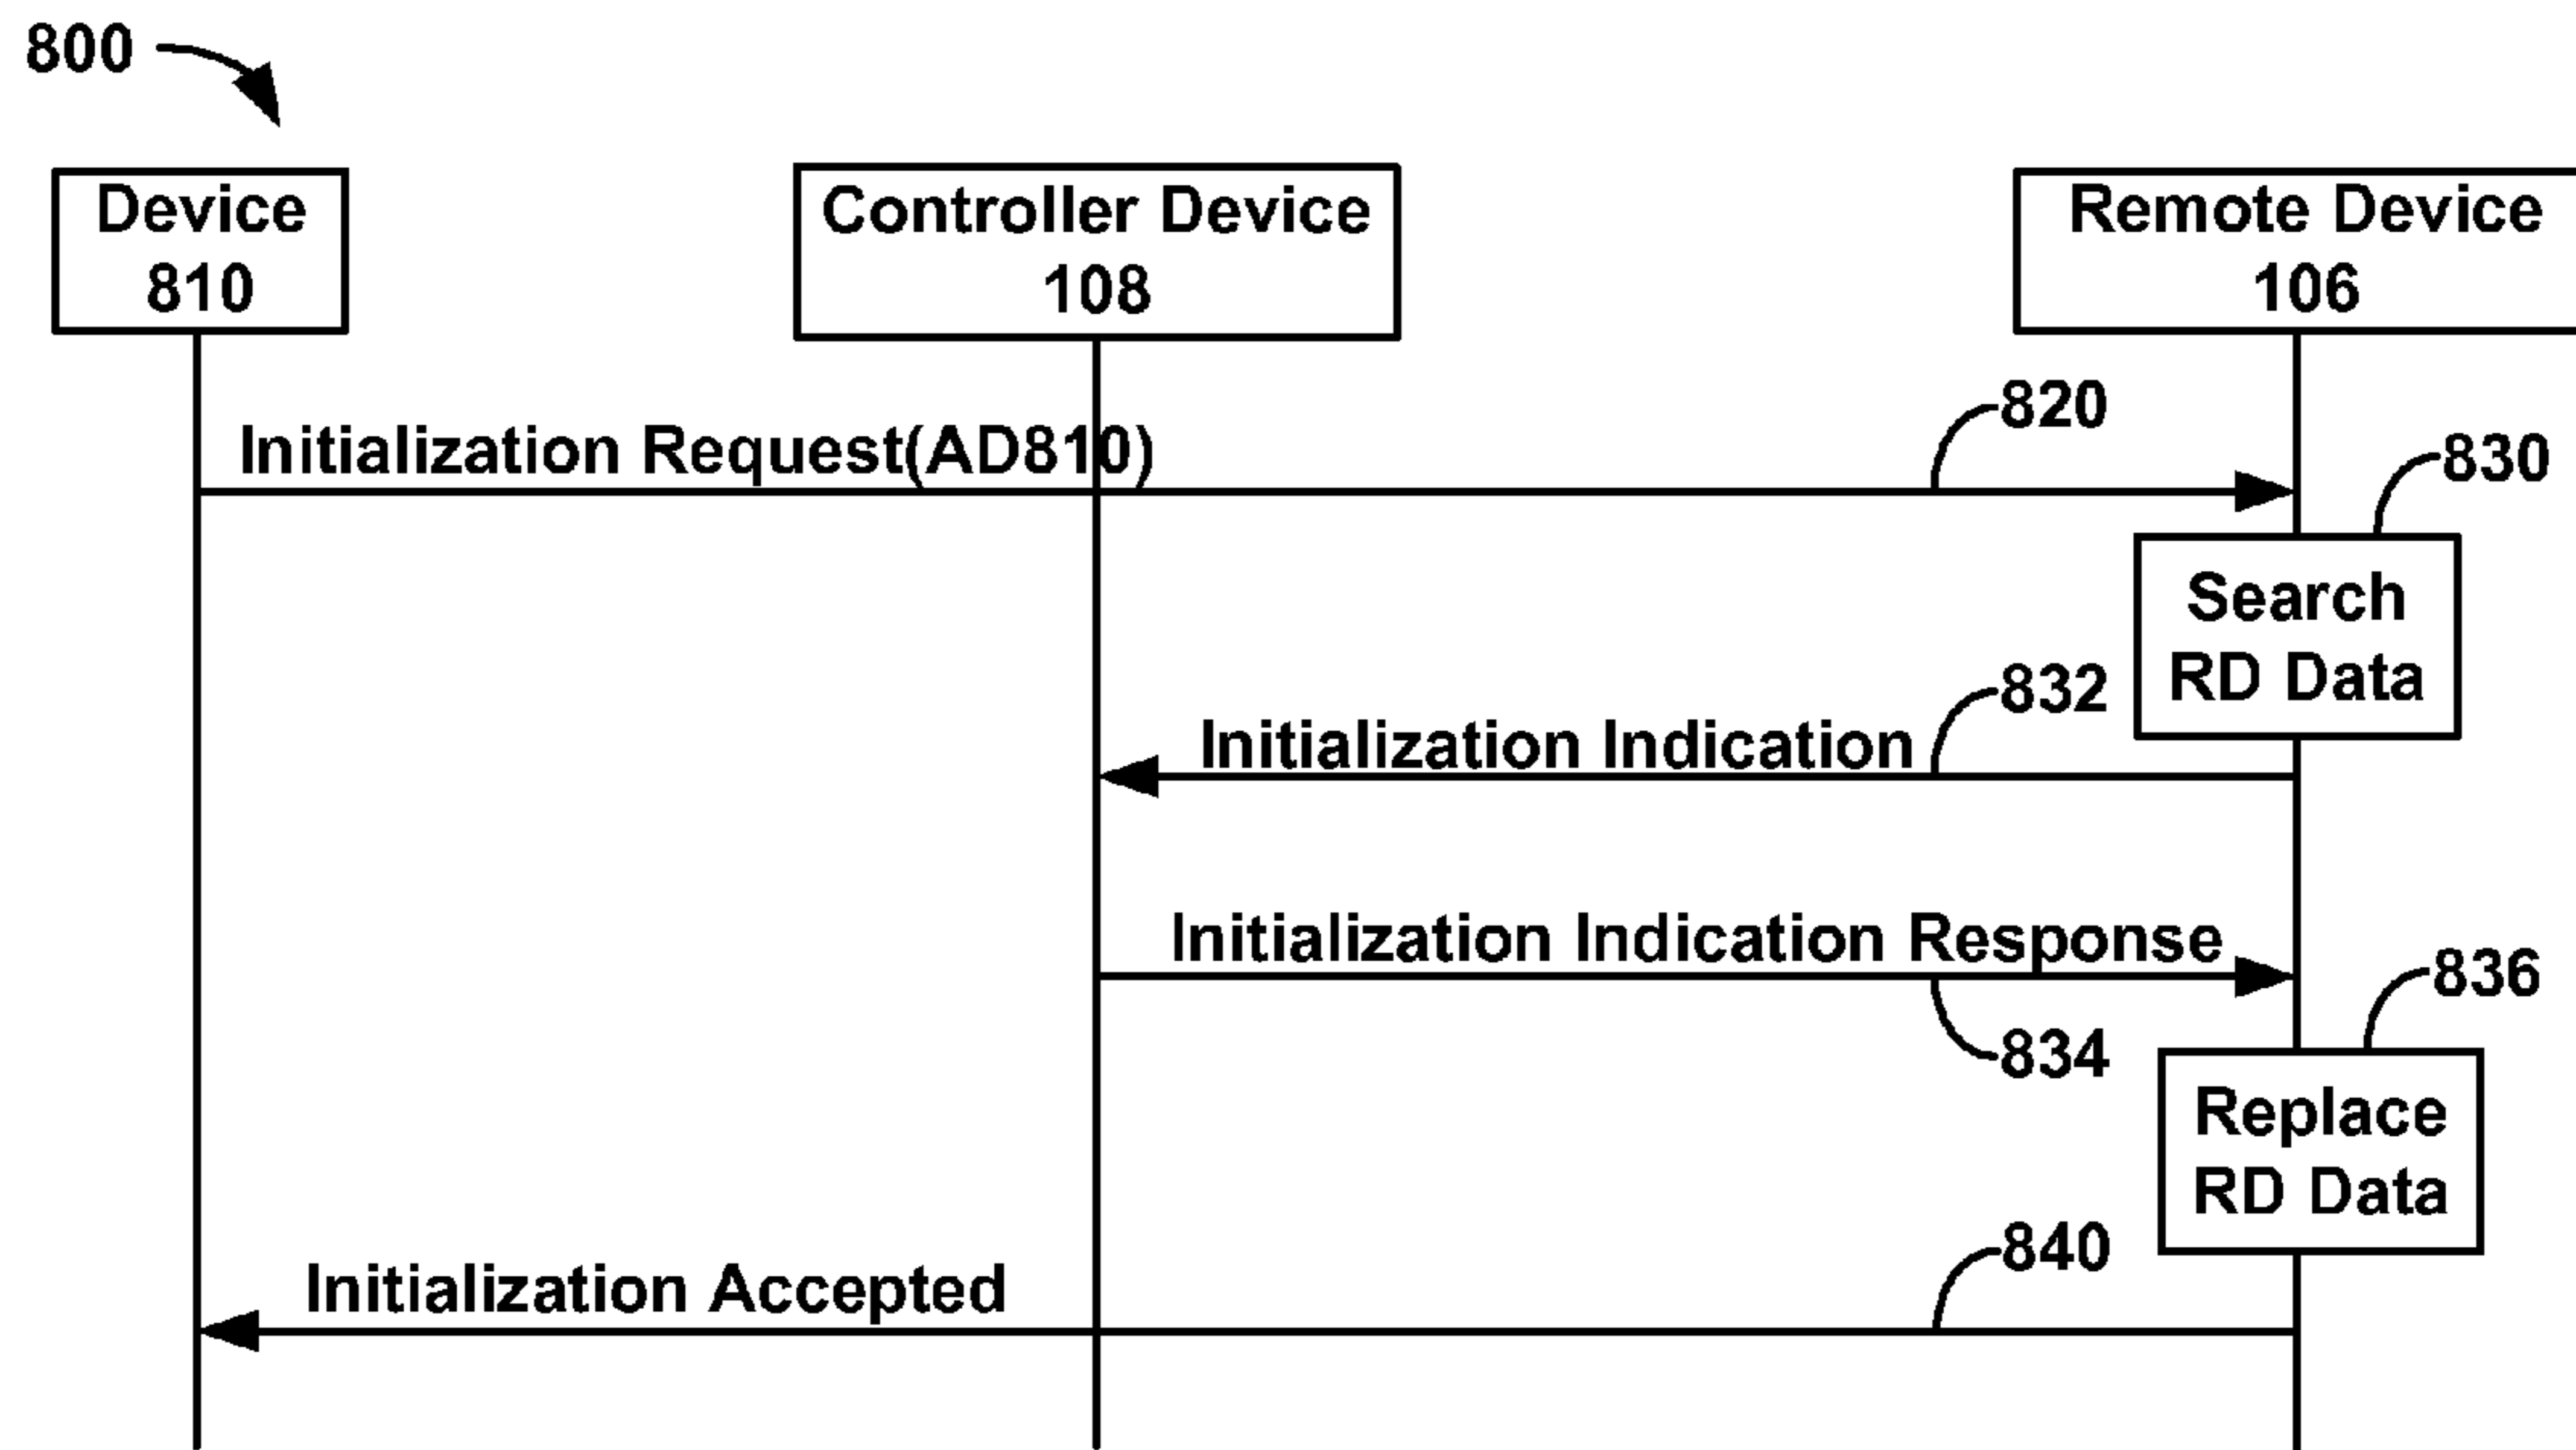 800
Device
810
Controller Device
108
Remote Device
106
Initialization Request(AD810)
820
830
Search
RD Data
832
Initialization Indication
Initialization Indication Response
834
836
Replace
RD Data
840
Initialization Accepted